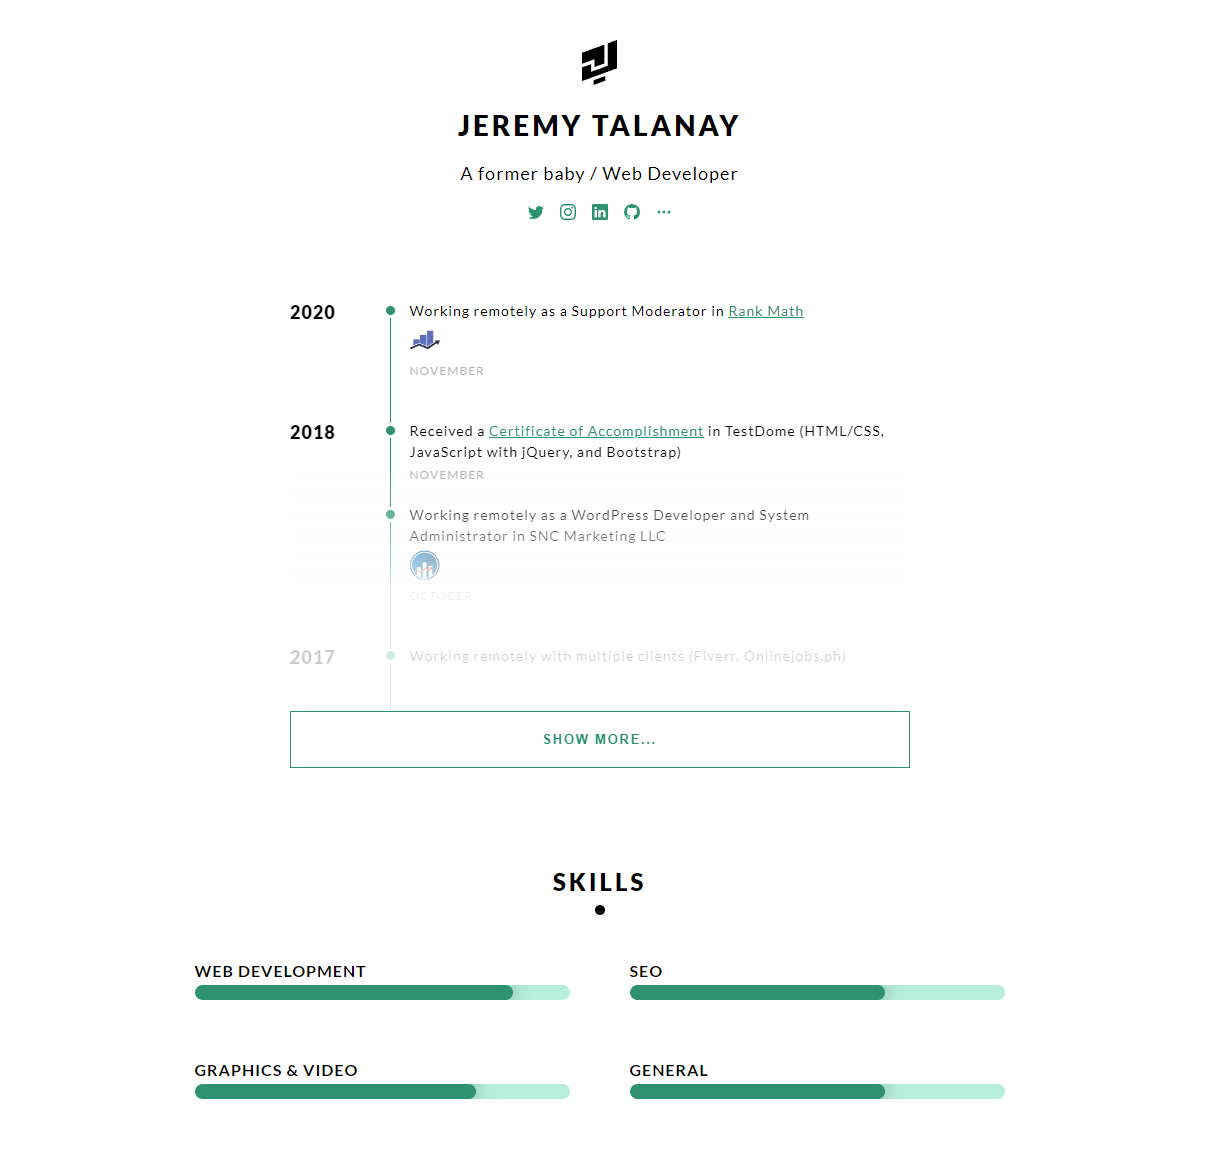 JEREMY TALANAY
A former baby / Web Developer
2020
Working remotely as a Support Moderator in Rank Math
NOVEMBER
2018
Received a Certificate of Accomplishment in TestDome (HTML/CSS,
JavaScript with jQuery, and Bootstrap)
NOVEMBER
Working remotely as a WordPress Developer and System
Administrator in SNC Marketing LLC
OCTOBER
2017
Working remotely with multiple clients (Fiverr, Onlinejobs.ph)
SHOW MORE...
SKILLS
WEB DEVELOPMENT
SEO
GRAPHICS & VIDEO
GENERAL